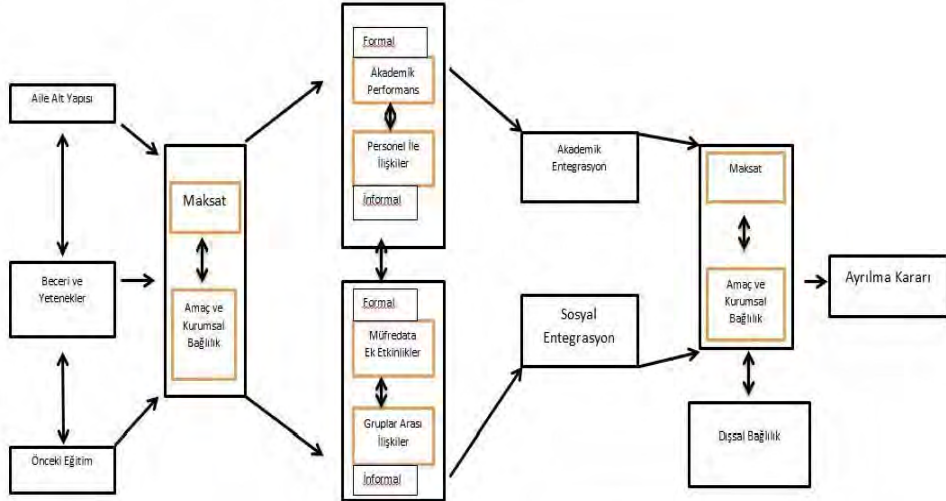 Aile Alt Yapısı
Beceri ve
Yetenekler
Önceki Eğitim
Maksat
Amaç ve
Kurumsal
Bağlılık
Formal
Akademik
Performans
Personel İle
İlişkiler
İnformal
Formal
Müfredata
Ek Etkinlikler
Gruplar Arası
İlişkiler
İnformal
Akademik
Entegrasyon
Sosyal
Entegrasyon
Maksat
Amaç ve
Kurumsal
Bağlılık
Dışsal Bağlılık
Ayrılma Kararı